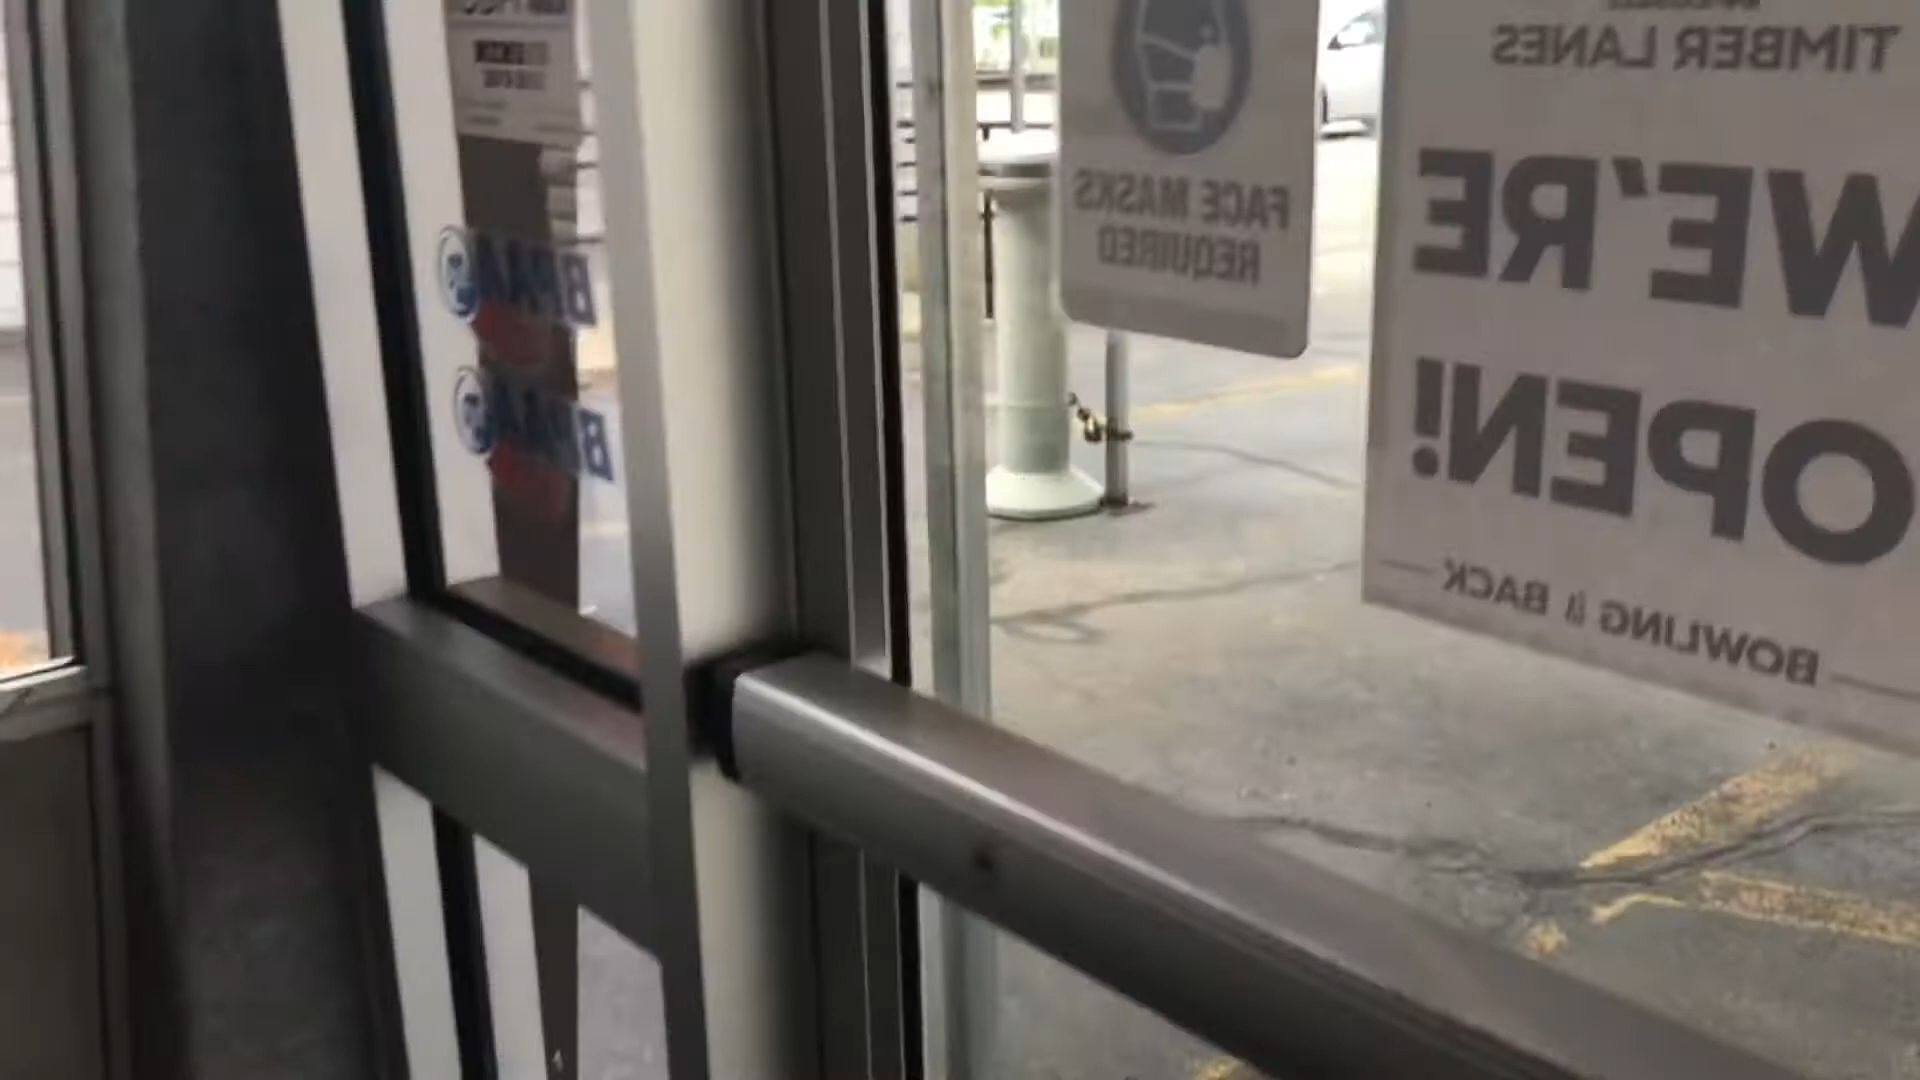 TIMBER LANES
FACE MASKS
REQUIRED
WE'RE
OPEN!
BOWLING is BACK
BPAA
BPAA